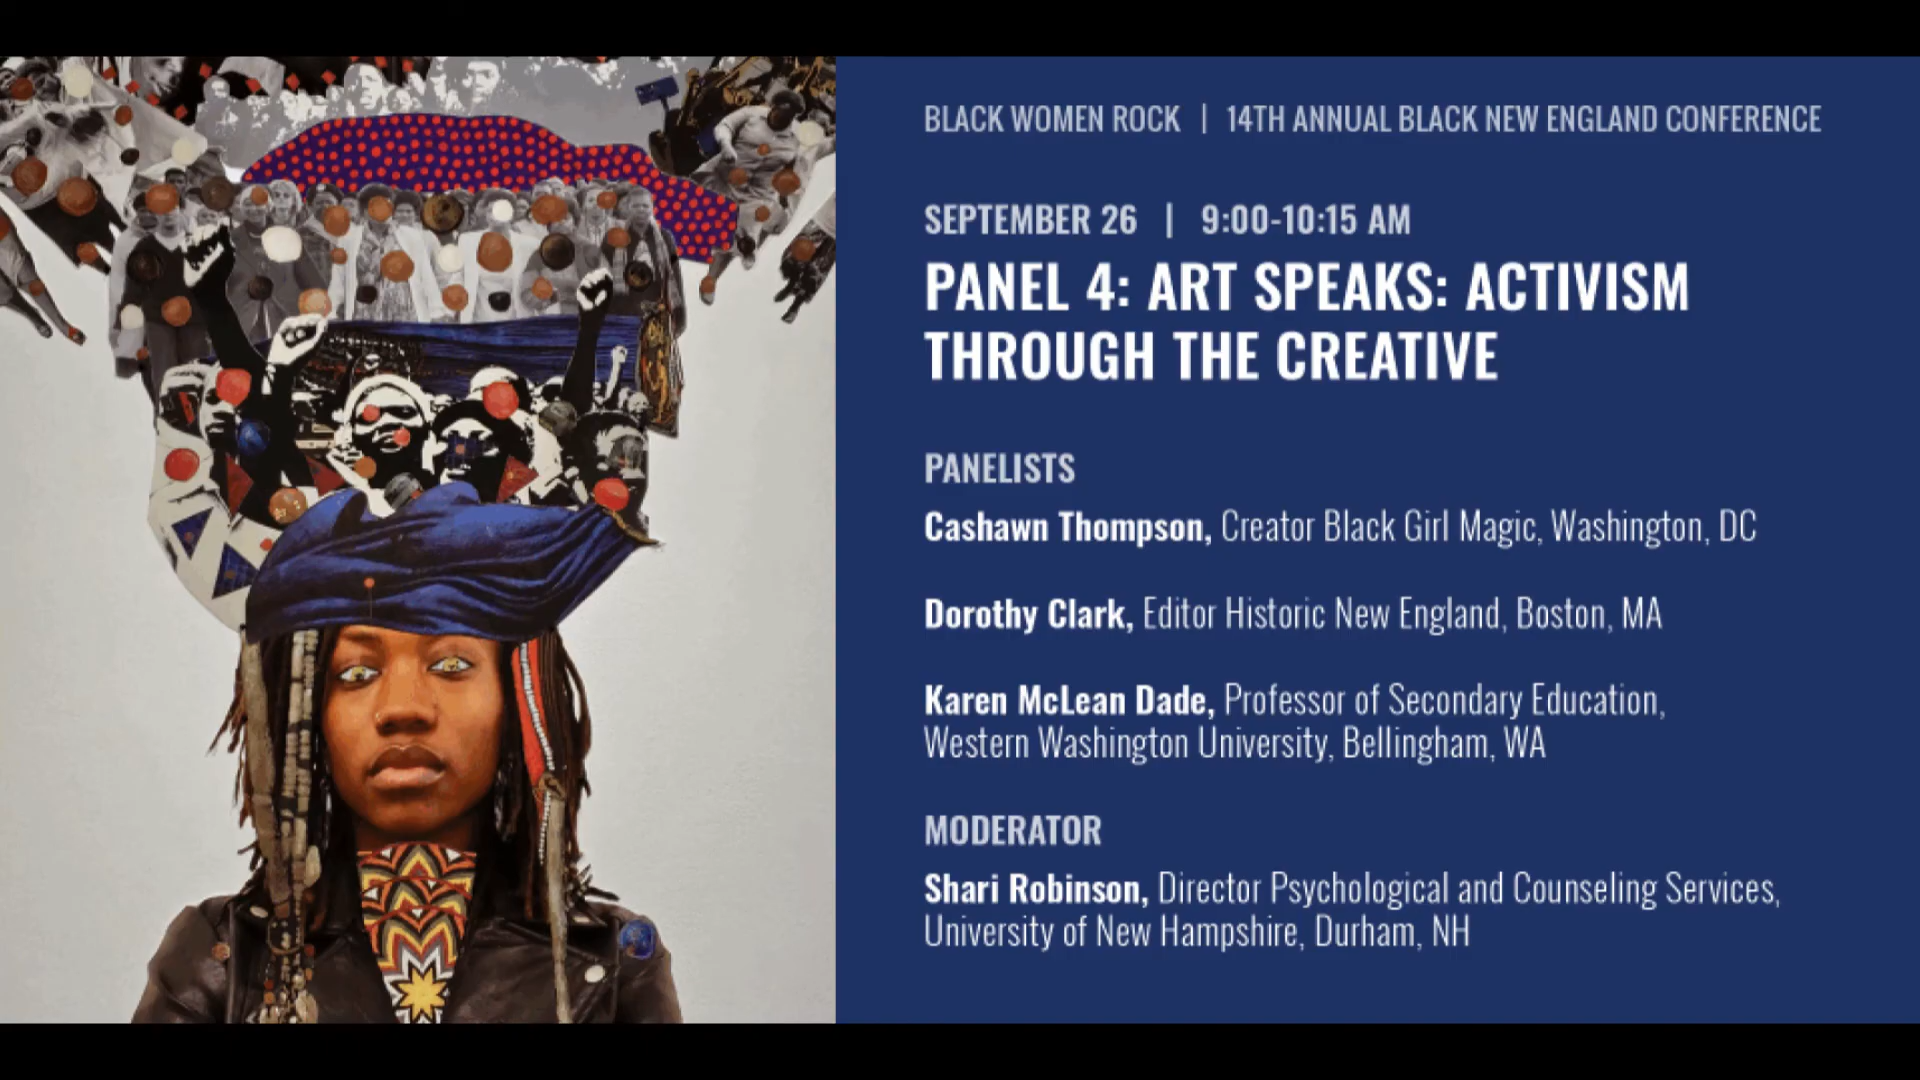 BLACK WOMEN ROCK | 14TH ANNUAL BLACK NEW ENGLAND CONFERENCE
SEPTEMBER 26 | 9:00-10:15 AM
PANEL 4: ART SPEAKS: ACTIVISM
THROUGH THE CREATIVE
PANELISTS
Cashawn Thompson, Creator Black Girl Magic, Washington, DC
Dorothy Clark, Editor Historic New England, Boston, MA
Karen McLean Dade, Professor of Secondary Education,
Western Washington University, Bellingham, WA
MODERATOR
Shari Robinson, Director Psychological and Counseling Services,
University of New Hampshire, Durham, NH